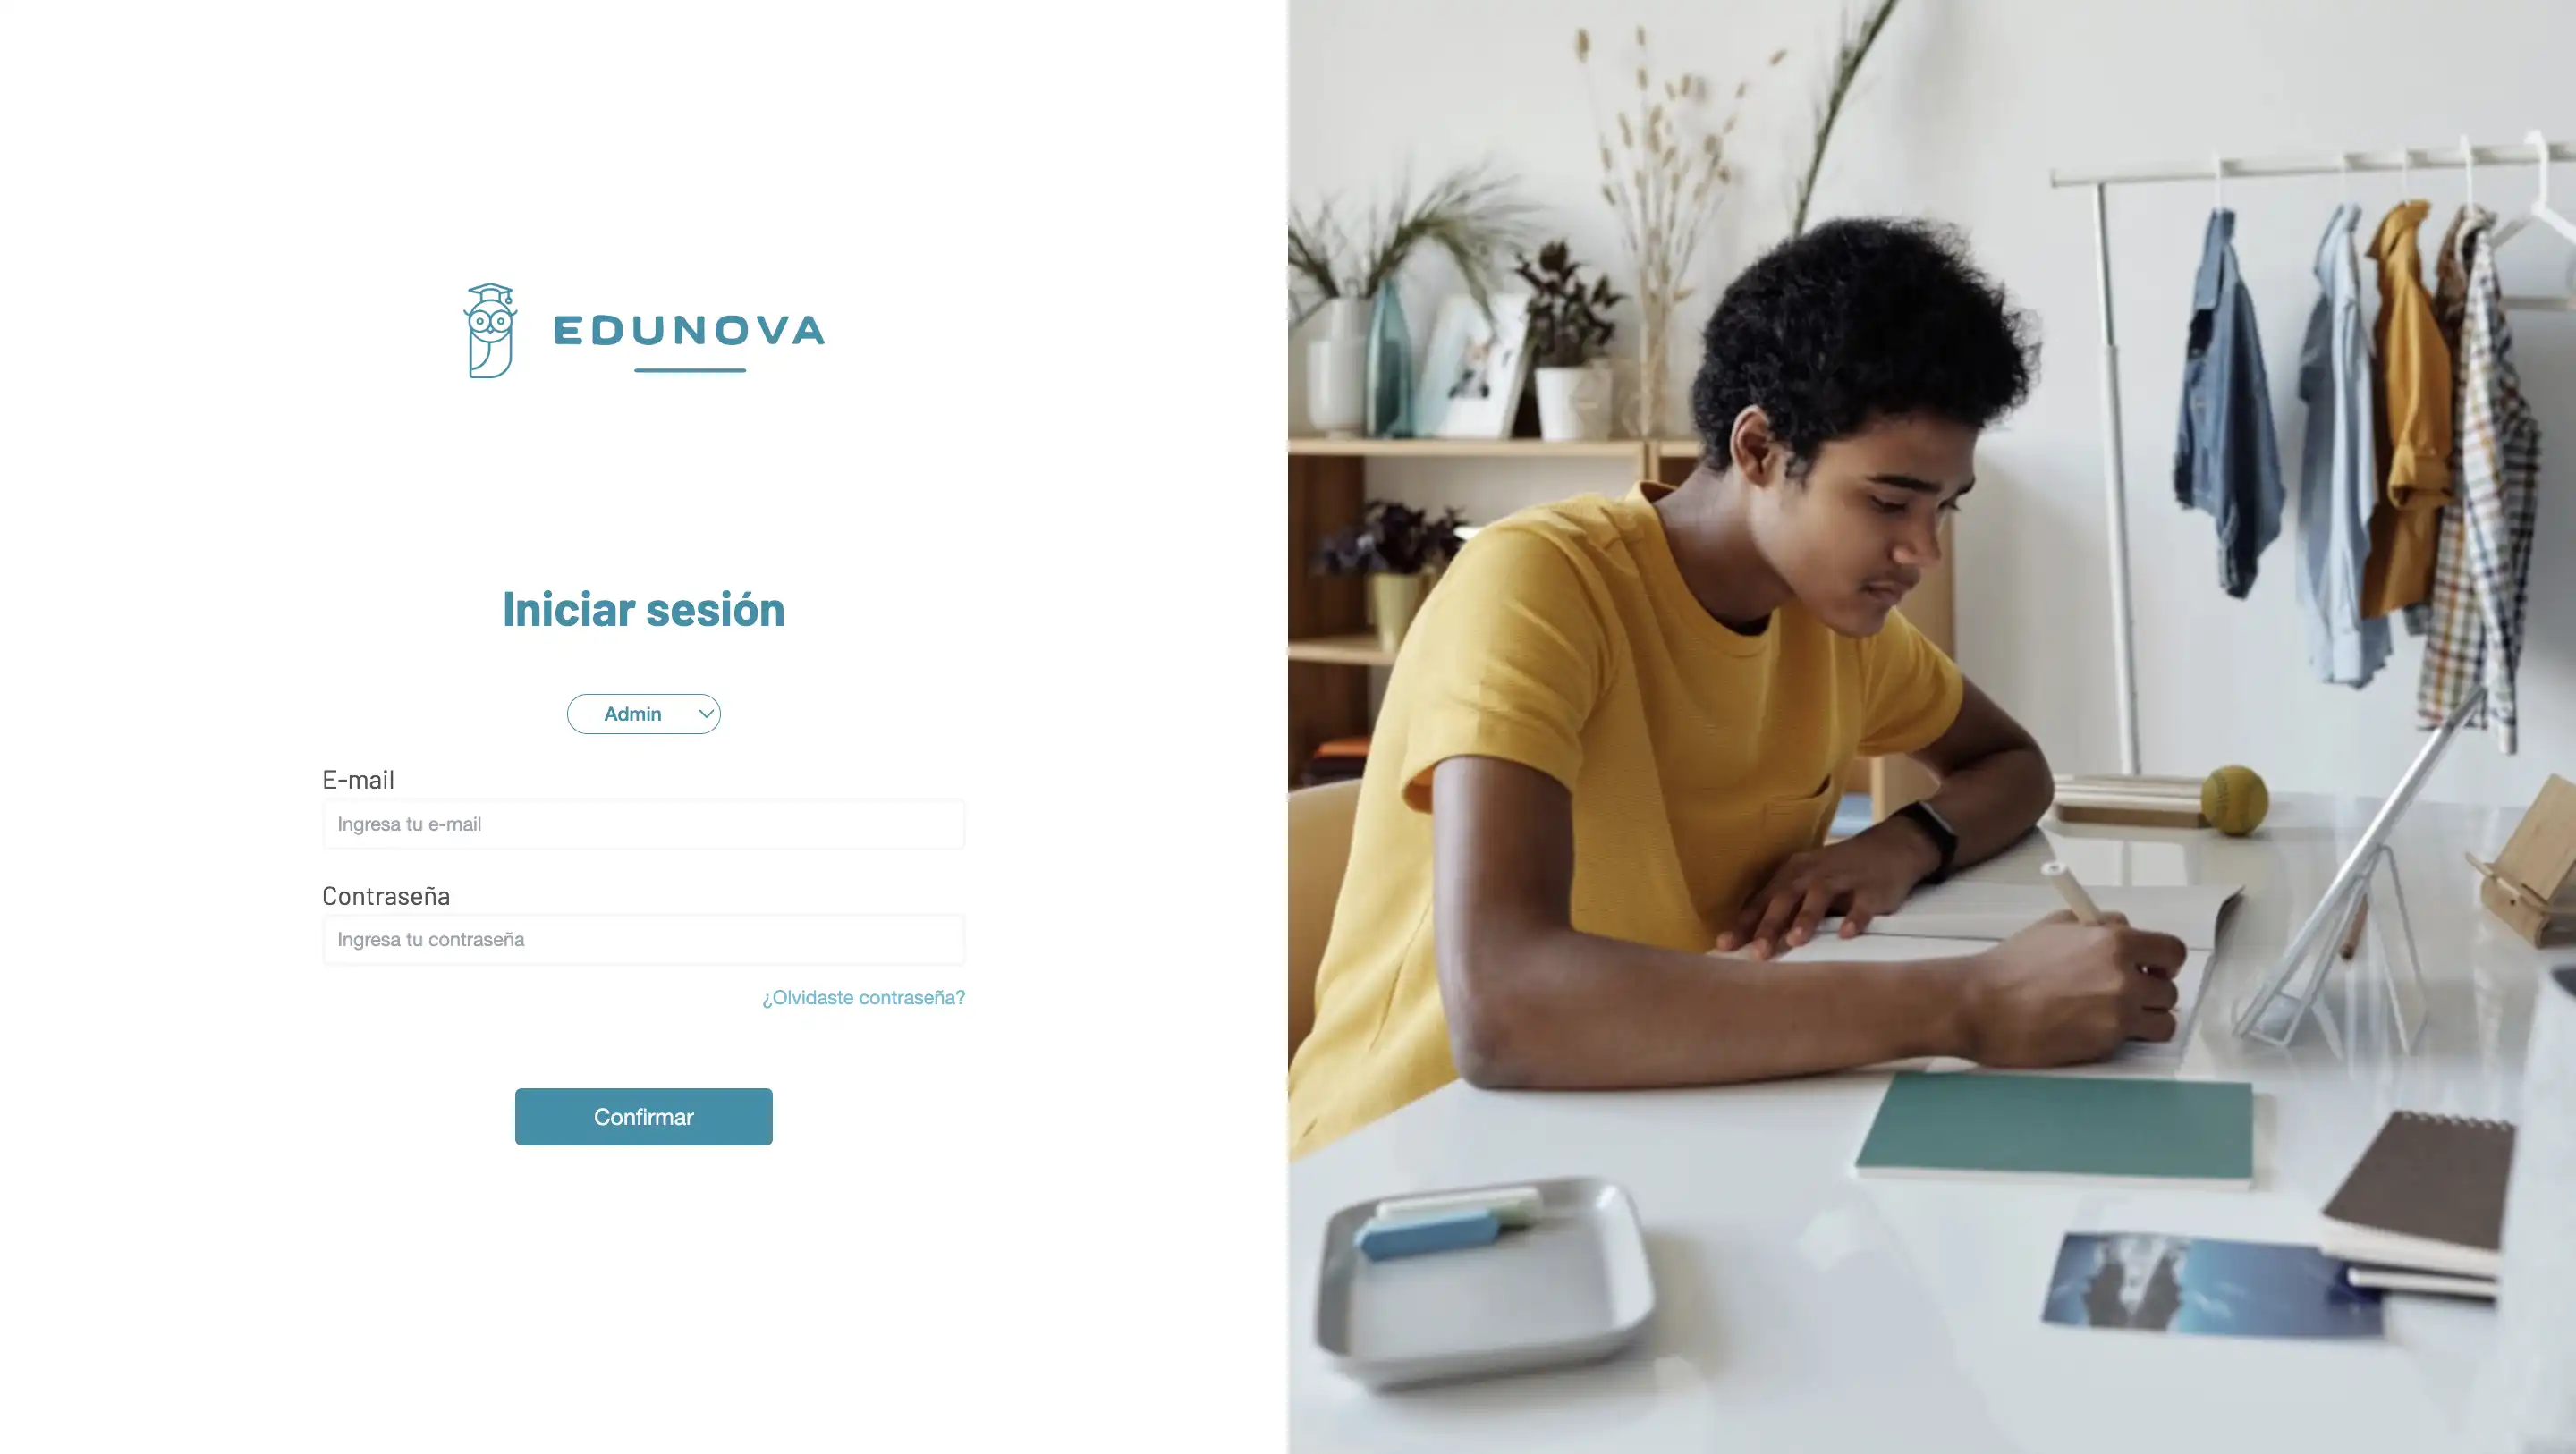 EDUNOVA
Iniciar sesión
Admin
E-mail
Ingresa tu e-mail
Contraseña
Ingresa tu contraseña
¿Olvidaste contraseña?
Confirmar